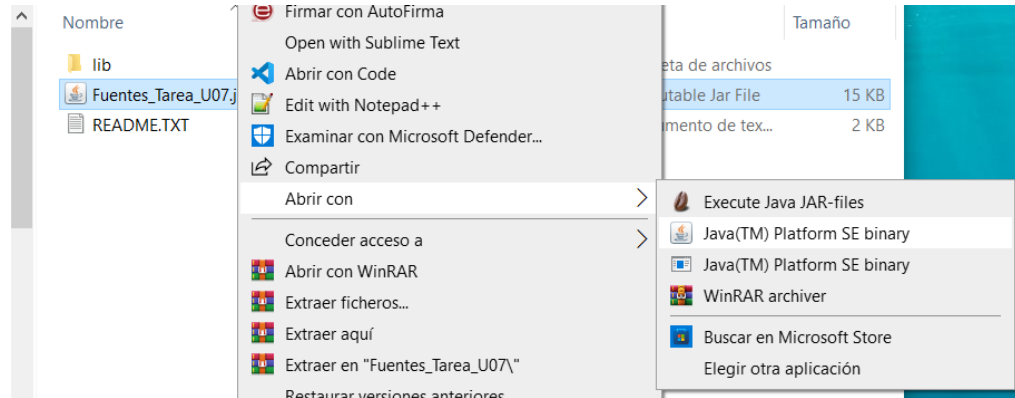 Nombre
Tamaño
lib
eta de archivos
Fuentes_Tarea_U07.j
utable Jar File
15 KB
README.TXT
mento de tex...
2 KB
Firmar con AutoFirma
Open with Sublime Text
Abrir con Code
Edit with Notepad++
Examinar con Microsoft Defender...
Compartir
Abrir con
Conceder acceso a
Abrir con WinRAR
Extraer ficheros...
Extraer aquí
Extraer en "Fuentes_Tarea_U07\"
Restaurar versiones anteriores
Execute Java JAR-files
Java(TM) Platform SE binary
Java(TM) Platform SE binary
WinRAR archiver
Buscar en Microsoft Store
Elegir otra aplicación